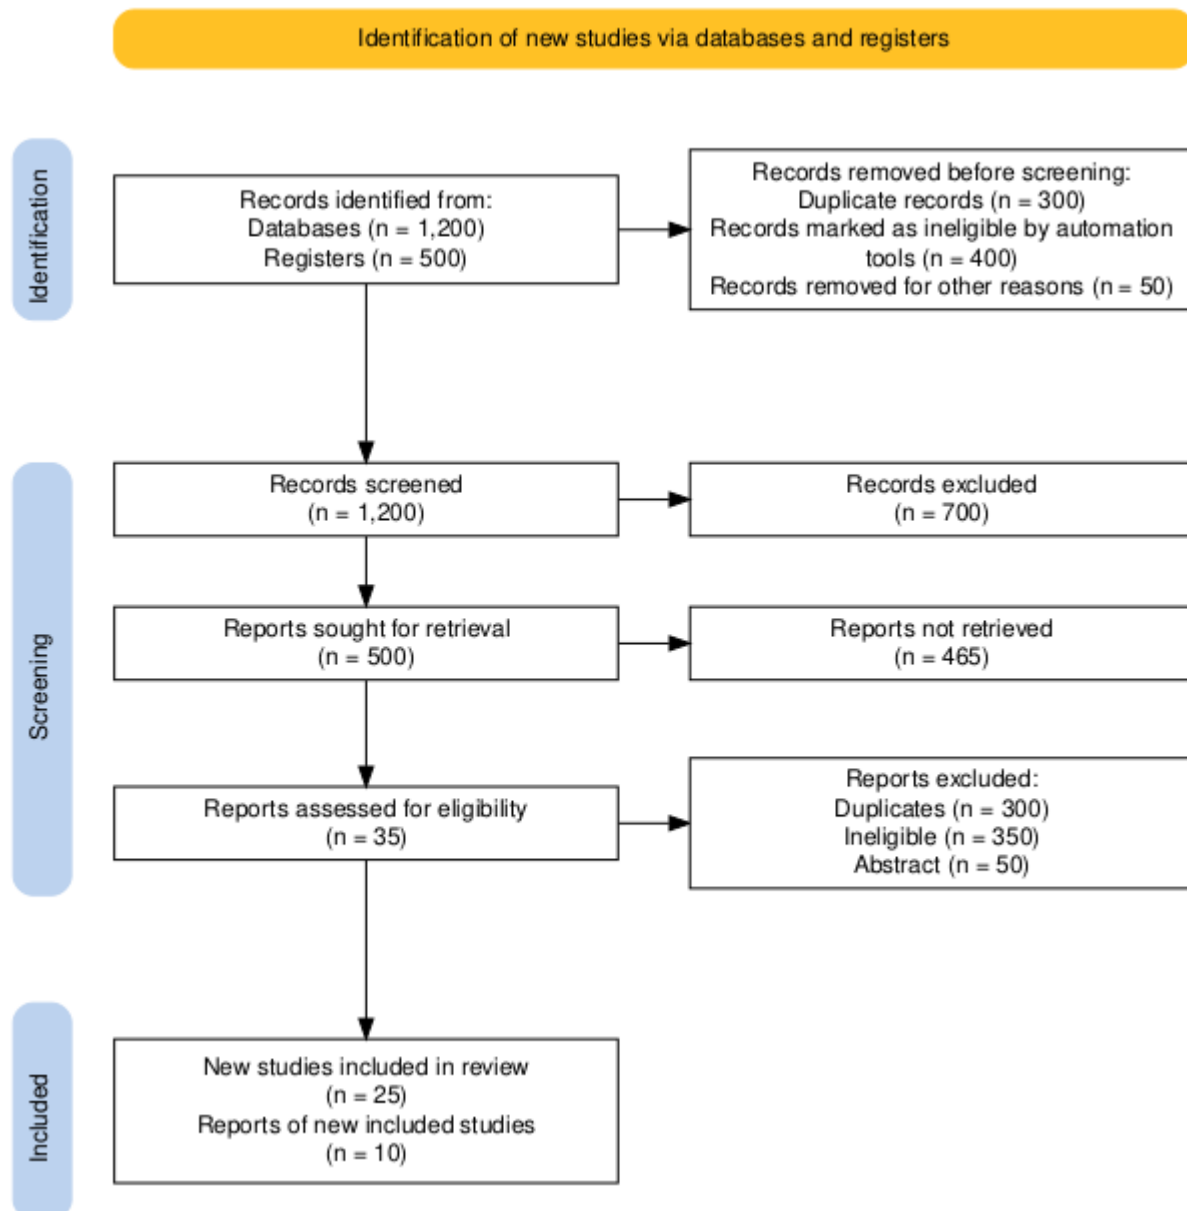 Identification of new studies via databases and registers
Identification
Records identified from:
Databases (n = 1,200)
Registers (n = 500)
Records removed before screening:
Duplicate records (n = 300)
Records marked as ineligible by automation
tools (n = 400)
Records removed for other reasons (n = 50)
Screening
Records screened
(n = 1,200)
Records excluded
(n = 700)
Reports sought for retrieval
(n = 500)
Reports not retrieved
(n = 465)
Reports assessed for eligibility
(n = 35)
Reports excluded:
Duplicates (n = 300)
Ineligible (n = 350)
Abstract (n = 50)
Included
New studies included in review
(n = 25)
Reports of new included studies
(n = 10)